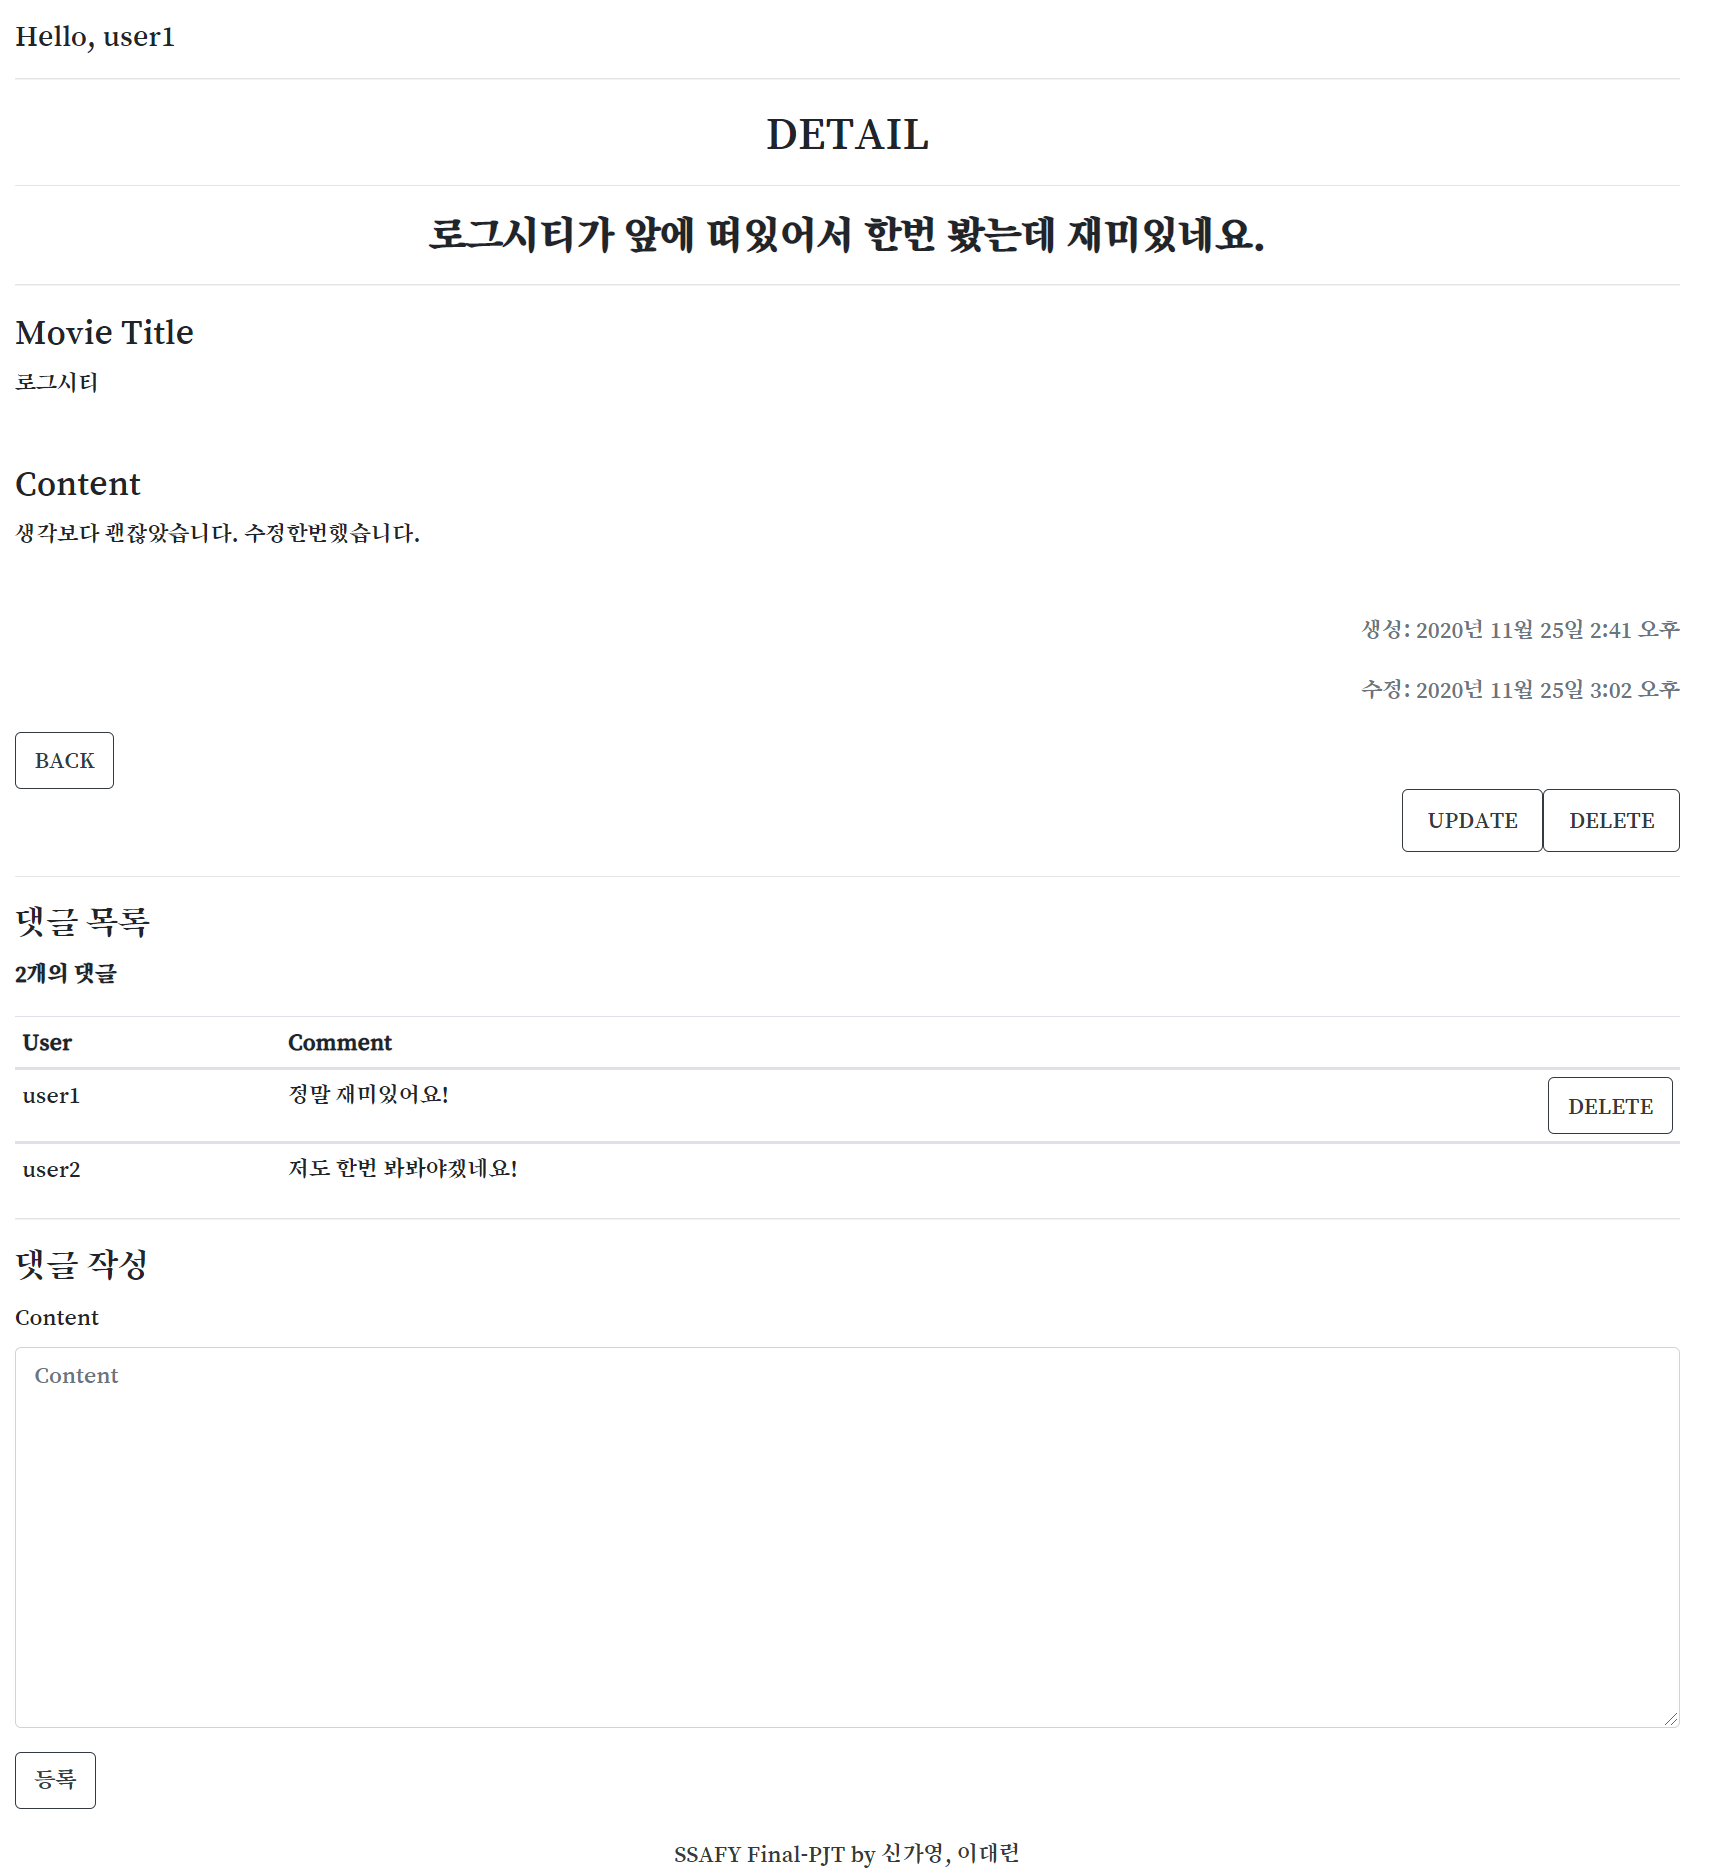 Hello, user1
DETAIL
로그시티가 앞에 떠있어서 한번 봤는데 재미있네요.
Movie Title
로그시티
Content
생각보다 괜찮았습니다. 수정한번했습니다.
생성: 2020년 11월 25일 2:41 오후
수정: 2020년 11월 25일 3:02 오후
BACK
UPDATE DELETE
댓글 목록
2개의 댓글
User Comment
user1 정말 재미있어요! DELETE
user2 저도 한번 봐봐야겠네요!
댓글 작성
Content
Content
등록
SSAFY Final-PJT by 신가영, 이대런